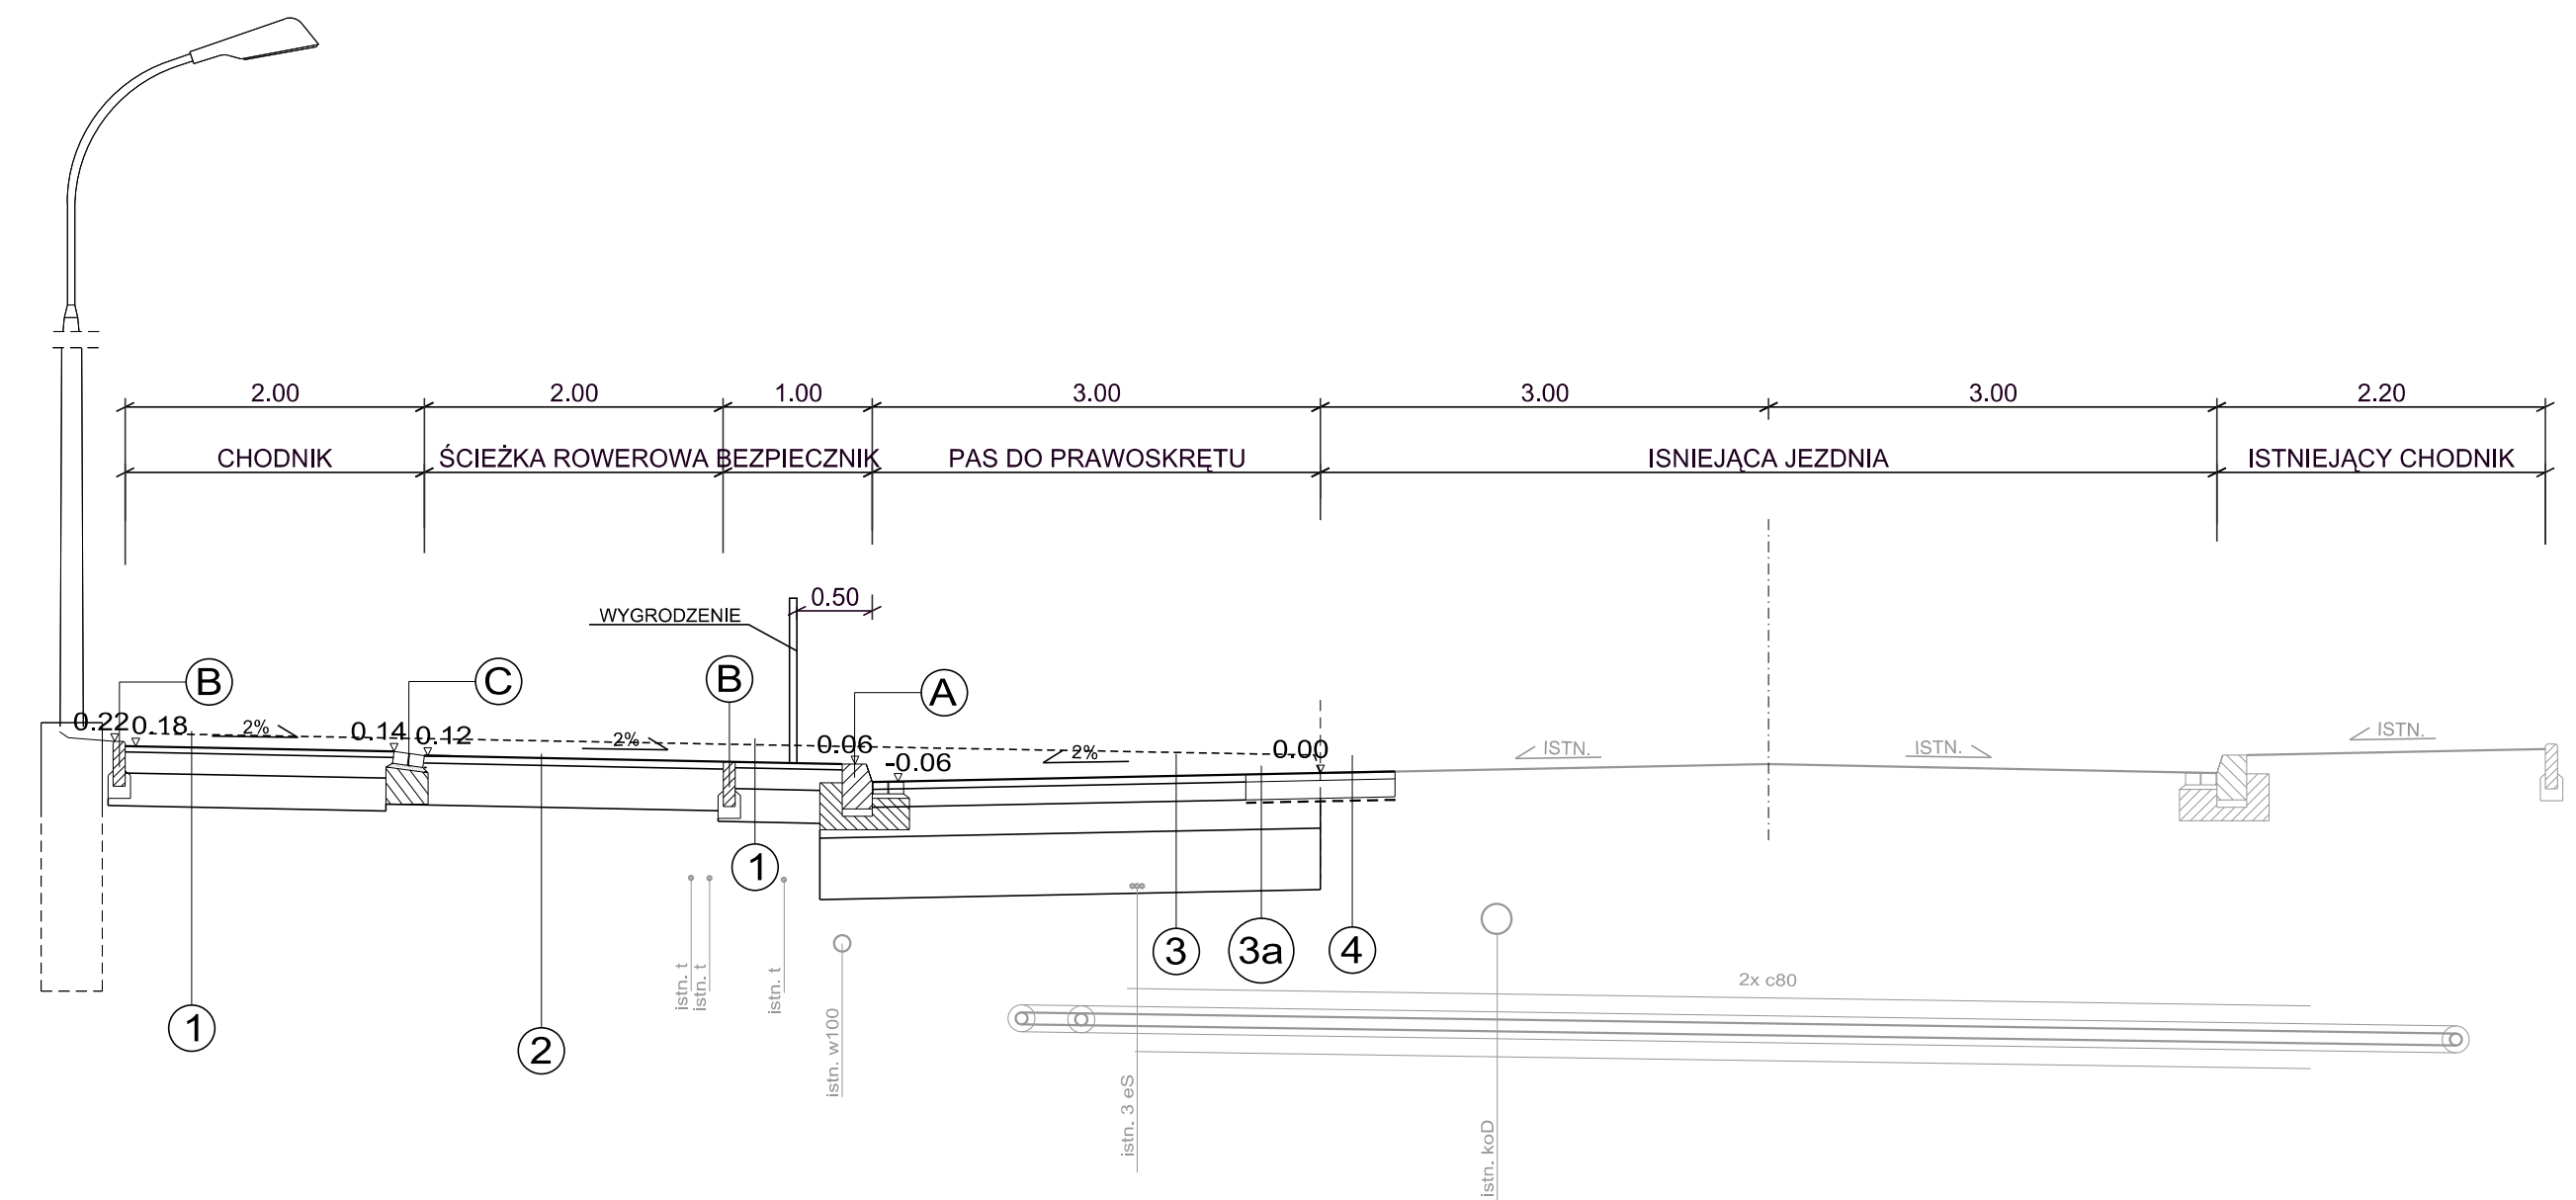 2.00 2.00 1.00 3.00 3.00 3.00 2.20
CHODNIK ŚCIEŻKA ROWEROWA BEZPIECZNIK PAS DO PRAWOSKRĘTU ISNIEJĄCA JEZDNIA ISTNIEJĄCY CHODNIK
0.50
WYGRODZENIE
B C B A
0.22 0.18 2% 0.14 0.12 2% 0.06 -0.06 2% 0.00 ISTN. ISTN. ISTN.
1
3 3a 4
istn. t
istn. t
istn. t
2x c80
1
2
istn. w100
istn. 3 eS
istn. koD